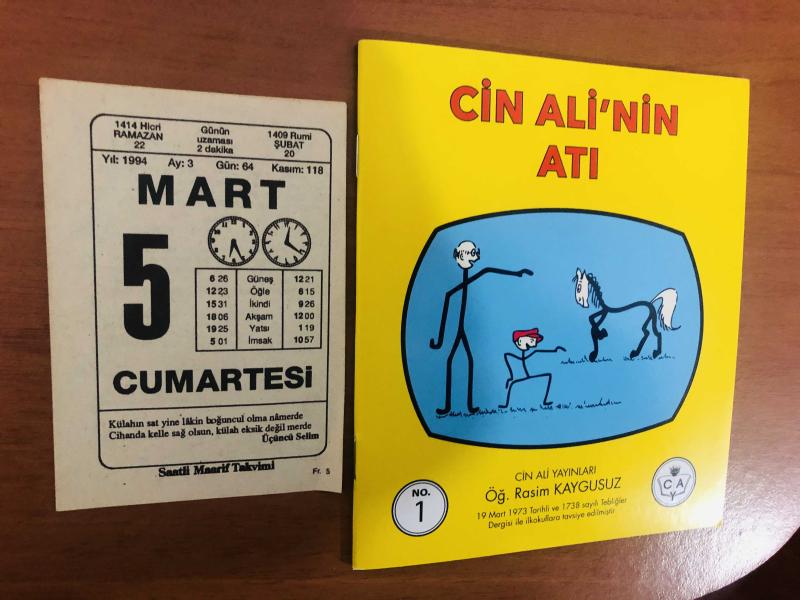 1414 Hicri
RAMAZAN
22
Günün
uzaması
2 dakika
1409 Rumi
ŞUBAT
20
Yıl: 1994 Ay: 3 Gün: 64 Kasım: 118
MART
5
6 26 Güneş 12 21
12 23 Öğle 6 15
15 31 İkindi 9 26
18 06 Akşam 12 00
19 25 Yatsı 1 19
5 01 İmsak 10 57
CUMARTESİ
Külahın sat yine lâkin boğuncul olma nâmerde
Cihanda kelle sağ olsun, külah eksik değil merde
Üçüncü Selim
Saatli Maarif Takvimi
Fr. 5
CİN ALİ'NİN
ATI
CİN ALİ YAYINLARI
Öğ. Rasim KAYGUSUZ
19 Mart 1973 Tarihli ve 1738 sayılı Tebliğler
Dergisi ile ilkokullara tavsiye edilmiştir
NO.
1
C A
Y